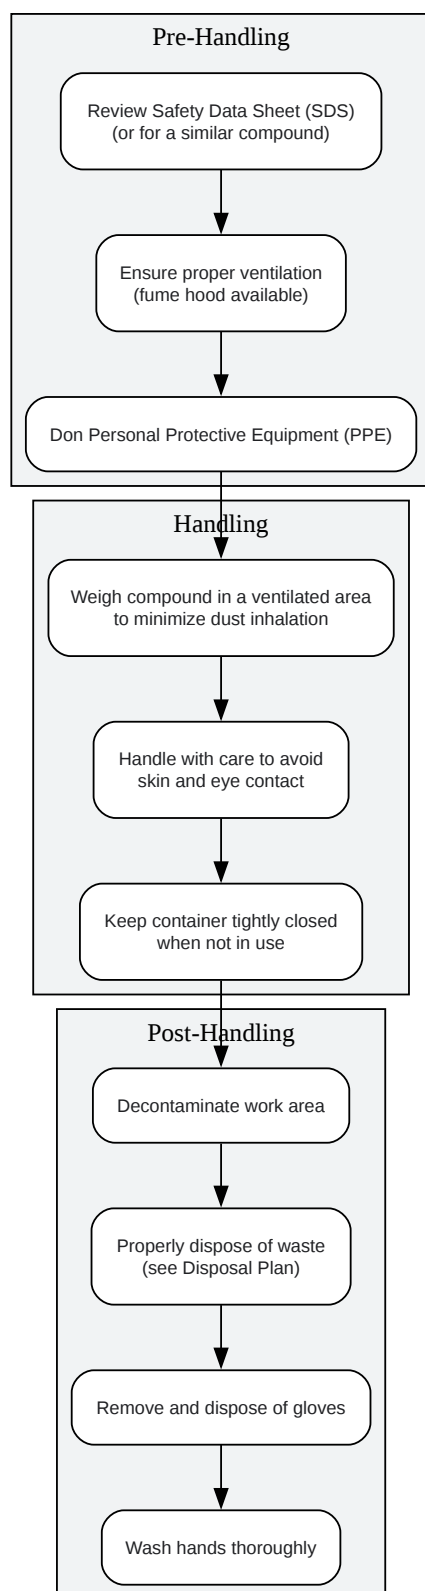 Pre-Handling
Review Safety Data Sheet (SDS)
(or for a similar compound)
Ensure proper ventilation
(fume hood available)
Don Personal Protective Equipment (PPE)
Handling
Weigh compound in a ventilated area
to minimize dust inhalation
Handle with care to avoid
skin and eye contact
Keep container tightly closed
when not in use
Post-Handling
Decontaminate work area
Properly dispose of waste
(see Disposal Plan)
Remove and dispose of gloves
Wash hands thoroughly